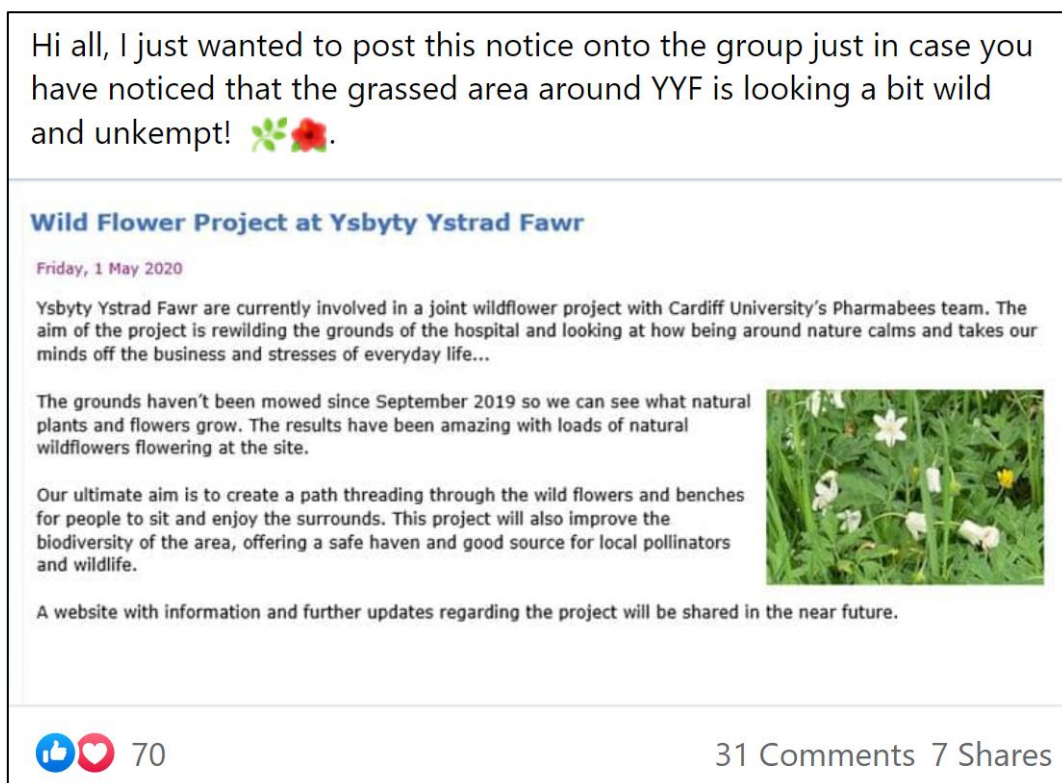 Hi all, I just wanted to post this notice onto the group just in case you
have noticed that the grassed area around YYF is looking a bit wild
and unkempt! 🌿🌺.
Wild Flower Project at Ysbyty Ystrad Fawr
Friday, 1 May 2020
Ysbyty Ystrad Fawr are currently involved in a joint wildflower project with Cardiff University's Pharmabees team. The
aim of the project is rewilding the grounds of the hospital and looking at how being around nature calms and takes our
minds off the business and stresses of everyday life...
The grounds haven't been mowed since September 2019 so we can see what natural
plants and flowers grow. The results have been amazing with loads of natural
wildflowers flowering at the site.
Our ultimate aim is to create a path threading through the wild flowers and benches
for people to sit and enjoy the surrounds. This project will also improve the
biodiversity of the area, offering a safe haven and good source for local pollinators
and wildlife.
A website with information and further updates regarding the project will be shared in the near future.
70
31 Comments 7 Shares